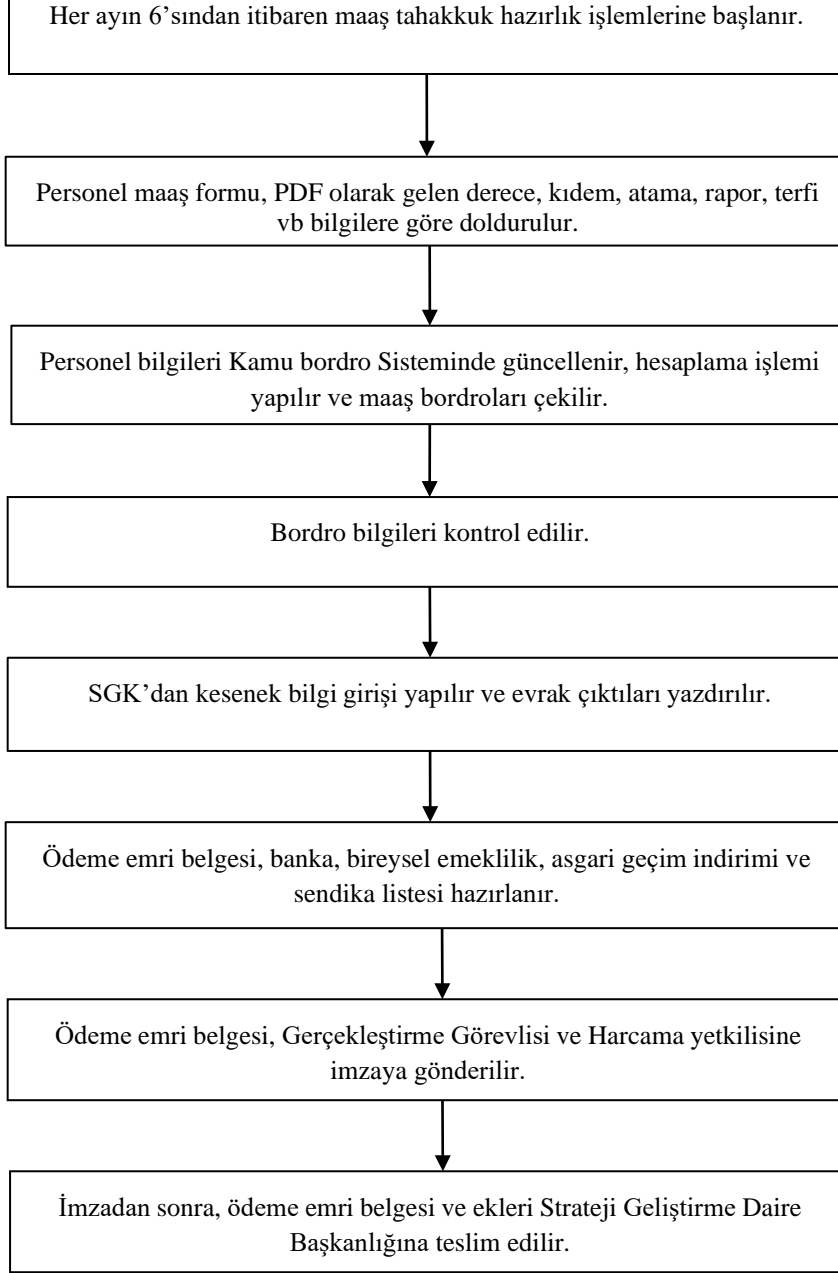 Her ayın 6’sından itibaren maaş tahakkuk hazırlık işlemlerine başlanır.
Personel maaş formu, PDF olarak gelen derece, kıdem, atama, rapor, terfi
vb bilgilere göre doldurulur.
Personel bilgileri Kamu bordro Sisteminde güncellenir, hesaplama işlemi
yapılır ve maaş bordroları çekilir.
Bordro bilgileri kontrol edilir.
SGK’dan kesenek bilgi girişi yapılır ve evrak çıktıları yazdırılır.
Ödeme emri belgesi, banka, bireysel emeklilik, asgari geçim indirimi ve
sendika listesi hazırlanır.
Ödeme emri belgesi, Gerçekleştirme Görevlisi ve Harcama yetkilisine
imzaya gönderilir.
İmzadan sonra, ödeme emri belgesi ve ekleri Strateji Geliştirme Daire
Başkanlığına teslim edilir.